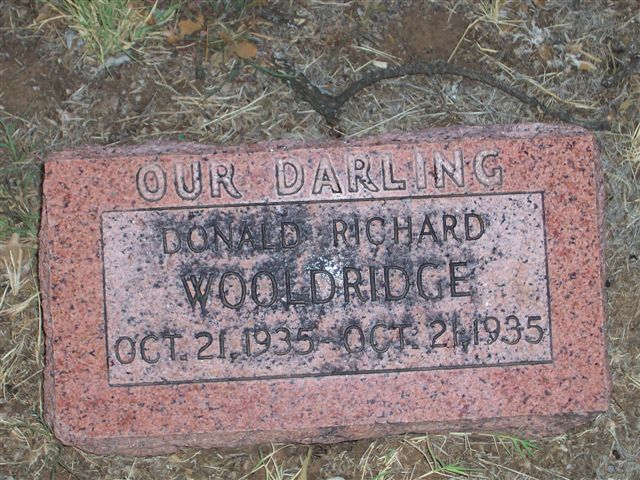 OUR DARLING
DONALD RICHARD
WOOLDRIDGE
OCT. 21, 1935 - OCT. 21, 1935